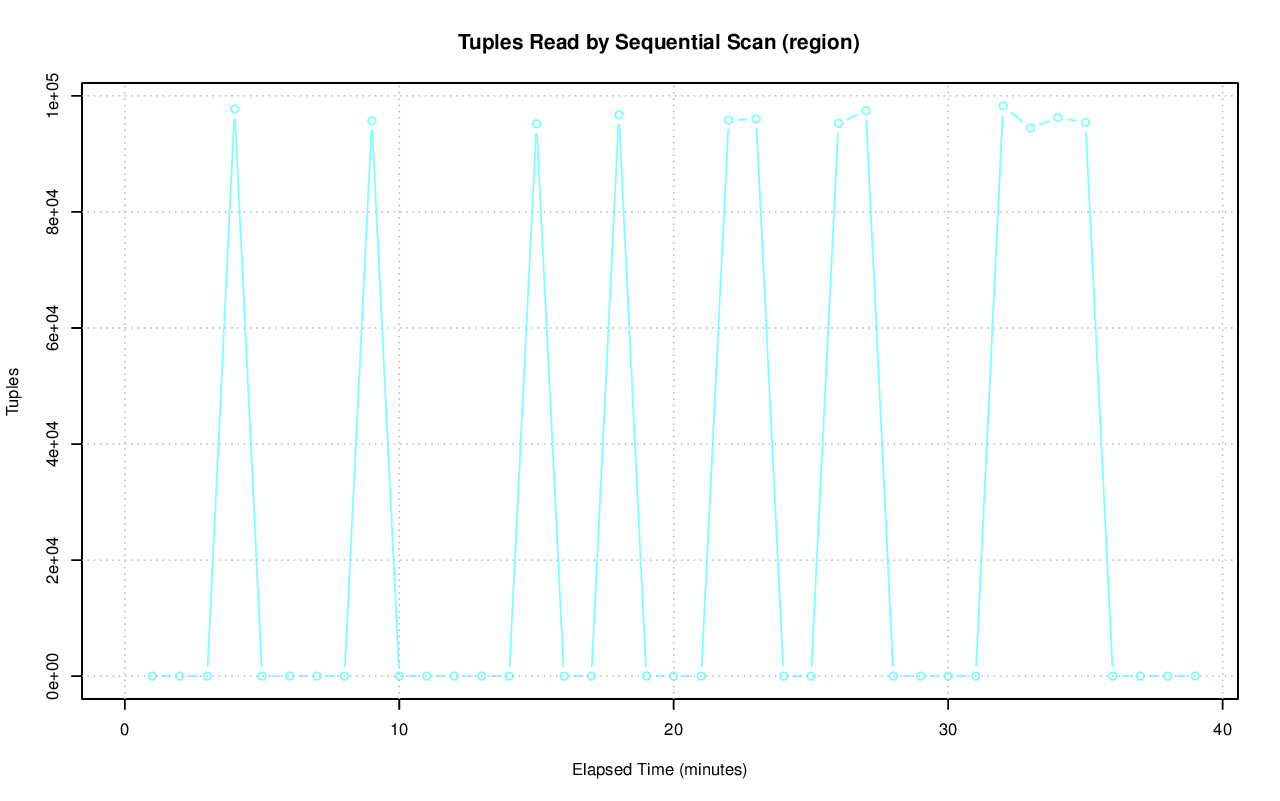 Tuples Read by Sequential Scan (region)
1e+05
8e+04
6e+04
4e+04
2e+04
0e+00
Tuples
0 10 20 30 40
Elapsed Time (minutes)